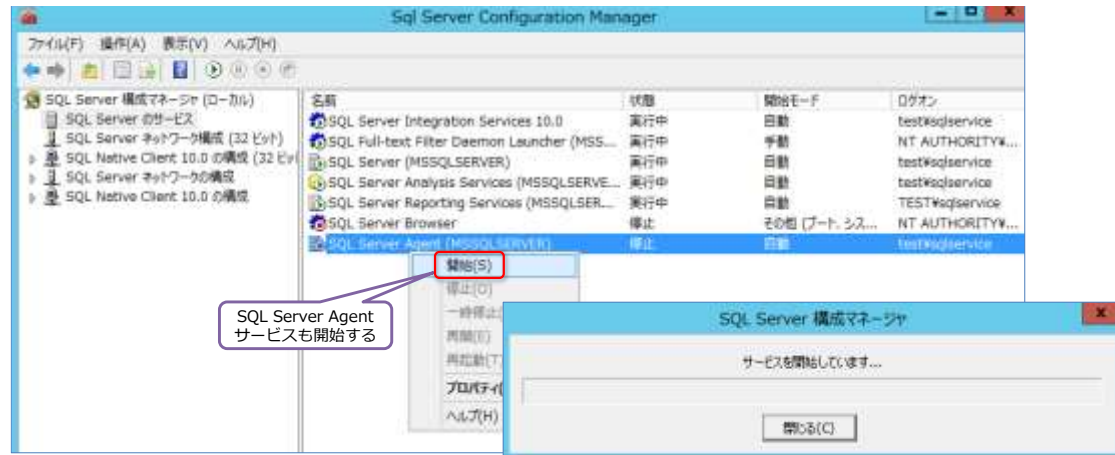 Sql Server Configuration Manager
ファイル(F) 操作(A) 表示(V) ヘルプ(H)
SQL Server 構成マネージャ (ローカル)
SQL Server のサービス
SQL Server ネットワーク構成 (32 ビット)
SQL Native Client 10.0 の構成 (32 ビッ
SQL Server ネットワークの構成
SQL Native Client 10.0 の構成
名前 状態 開始モード ログオン
SQL Server Integration Services 10.0 実行中 自動 test¥sqlservice
SQL Full-text Filter Daemon Launcher (MSS... 実行中 手動 NT AUTHORITY¥...
SQL Server (MSSQLSERVER) 実行中 自動 test¥sqlservice
SQL Server Analysis Services (MSSQLSERVE... 実行中 自動 test¥sqlservice
SQL Server Reporting Services (MSSQLSER... 実行中 自動 TEST¥sqlservice
SQL Server Browser 停止 その他 (ブート、シス... NT AUTHORITY¥...
SQL Server Agent (MSSQLSERVER) 停止 自動 test¥sqlservice
開始(S)
停止(O)
一時停止(
再開(E)
再起動(T)
プロパティ(
ヘルプ(H)
SQL Server Agent
サービスも開始する
SQL Server 構成マネージャ
サービスを開始しています...
閉じる(C)